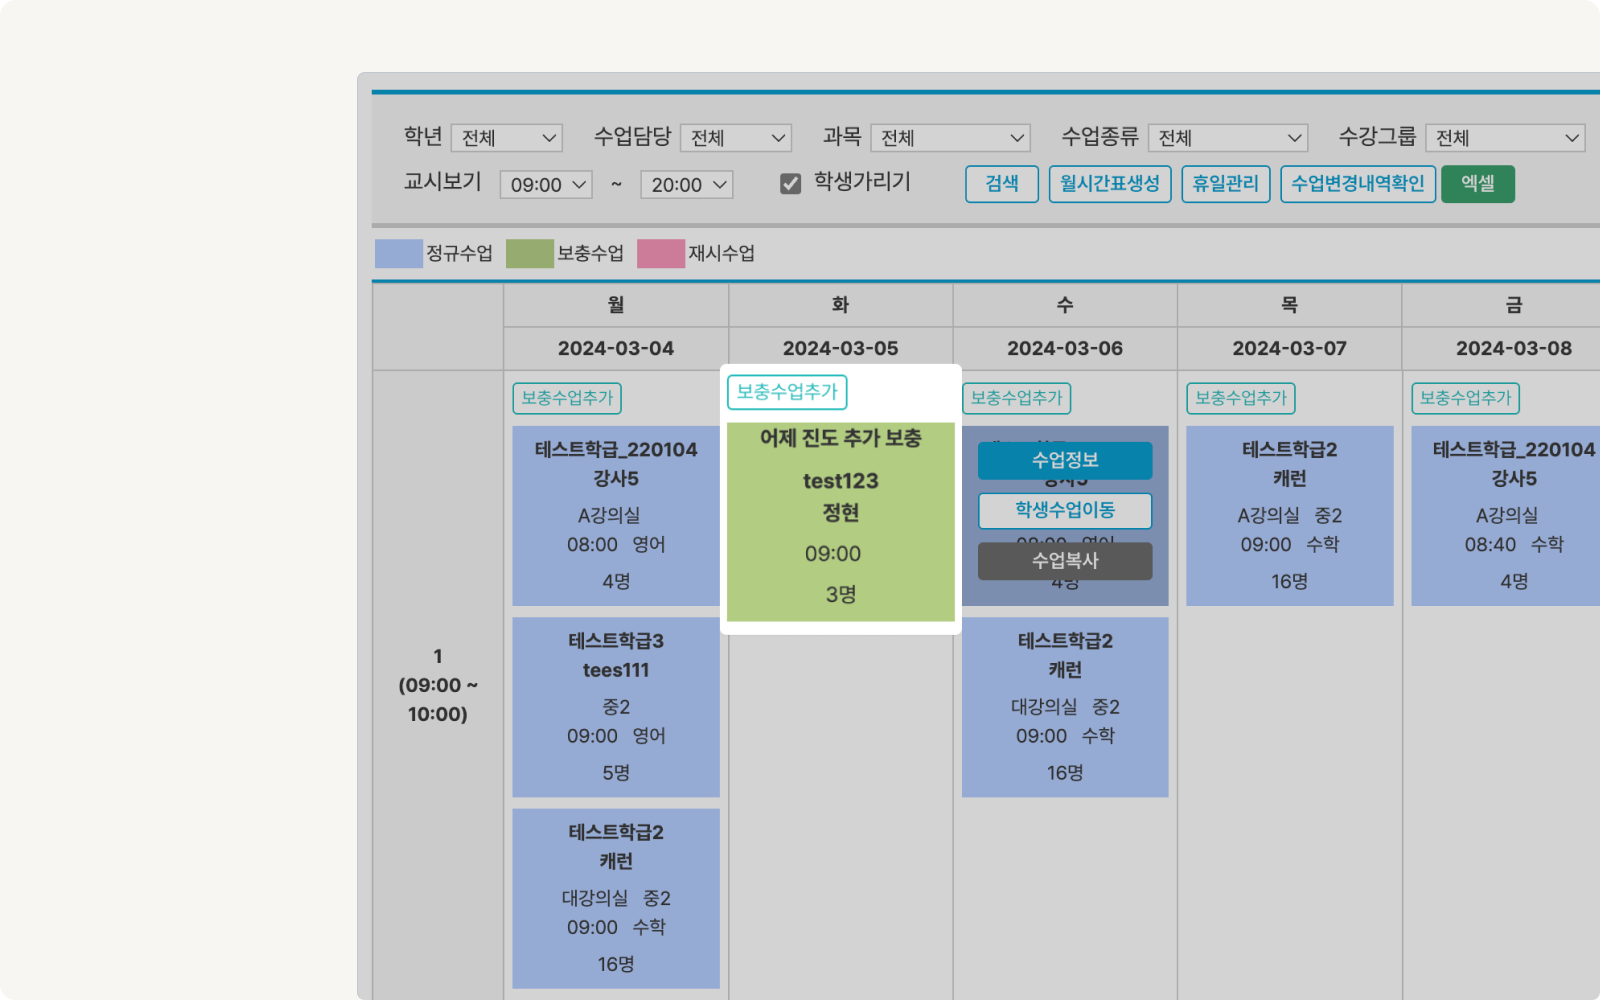 학년 전체 수업담당 전체 과목 전체 수업종류 전체 수강그룹 전체
교시보기 09:00 ~ 20:00 학생가리기 검색 월시간표생성 휴일관리 수업변경내역확인 엑셀
정규수업 보충수업 재시수업
월 화 수 목 금
2024-03-04 2024-03-05 2024-03-06 2024-03-07 2024-03-08
1
(09:00 ~
10:00)
보충수업추가
테스트학급_220104
강사5
A강의실
08:00 영어
4명
테스트학급3
tees111
중2
09:00 영어
5명
테스트학급2
캐런
대강의실 중2
09:00 수학
16명
보충수업추가
어제 진도 추가 보충
test123
정현
09:00
3명
보충수업추가
수업정보
강사5
학생수업이동
08:00 영어
수업복사
4명
테스트학급2
캐런
대강의실 중2
09:00 수학
16명
보충수업추가
테스트학급2
캐런
A강의실 중2
09:00 수학
16명
보충수업추가
테스트학급_220104
강사5
A강의실
08:40 수학
4명